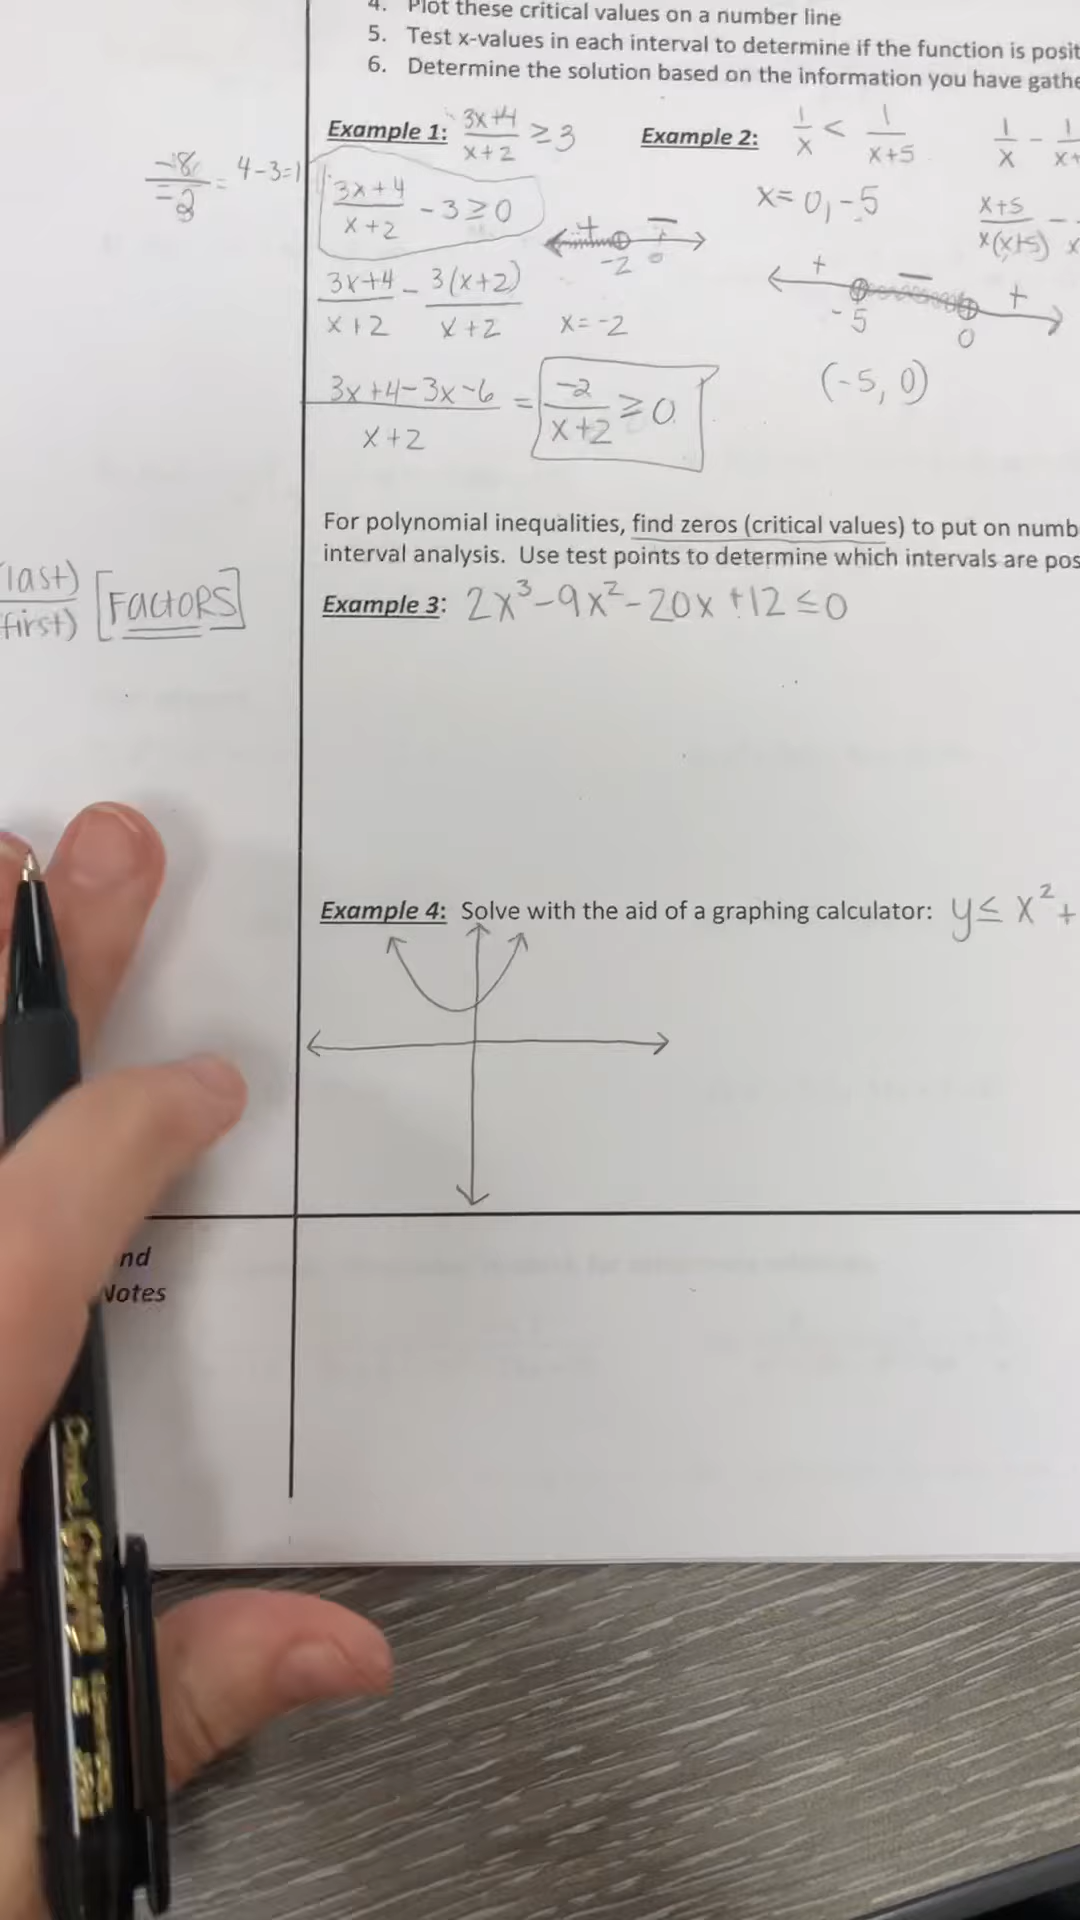 4. Plot these critical values on a number line
5. Test x-values in each interval to determine if the function is posit
6. Determine the solution based on the information you have gathe
Example 1: (3x+4)/(x+2) ≥ 3
Example 2: 1/x < 1/(x+5)
1/x - 1/(x+
-8/-2 = 4-3=1
(3x+4)/(x+2) - 3 ≥ 0
x = 0, -5
(x+5)/(x(x+5)) -
+ -
-2 0
+ - +
-5 0
(3x+4)/(x+2) - 3(x+2)/(x+2)
x = -2
(-5, 0)
(3x+4-3x-6)/(x+2) = -2/(x+2) ≥ 0
For polynomial inequalities, find zeros (critical values) to put on numb
interval analysis. Use test points to determine which intervals are pos
last)
first)
[FACTORS]
Example 3: 2x³-9x²-20x+12≤0
Example 4: Solve with the aid of a graphing calculator: y≤ x²+
nd
Notes